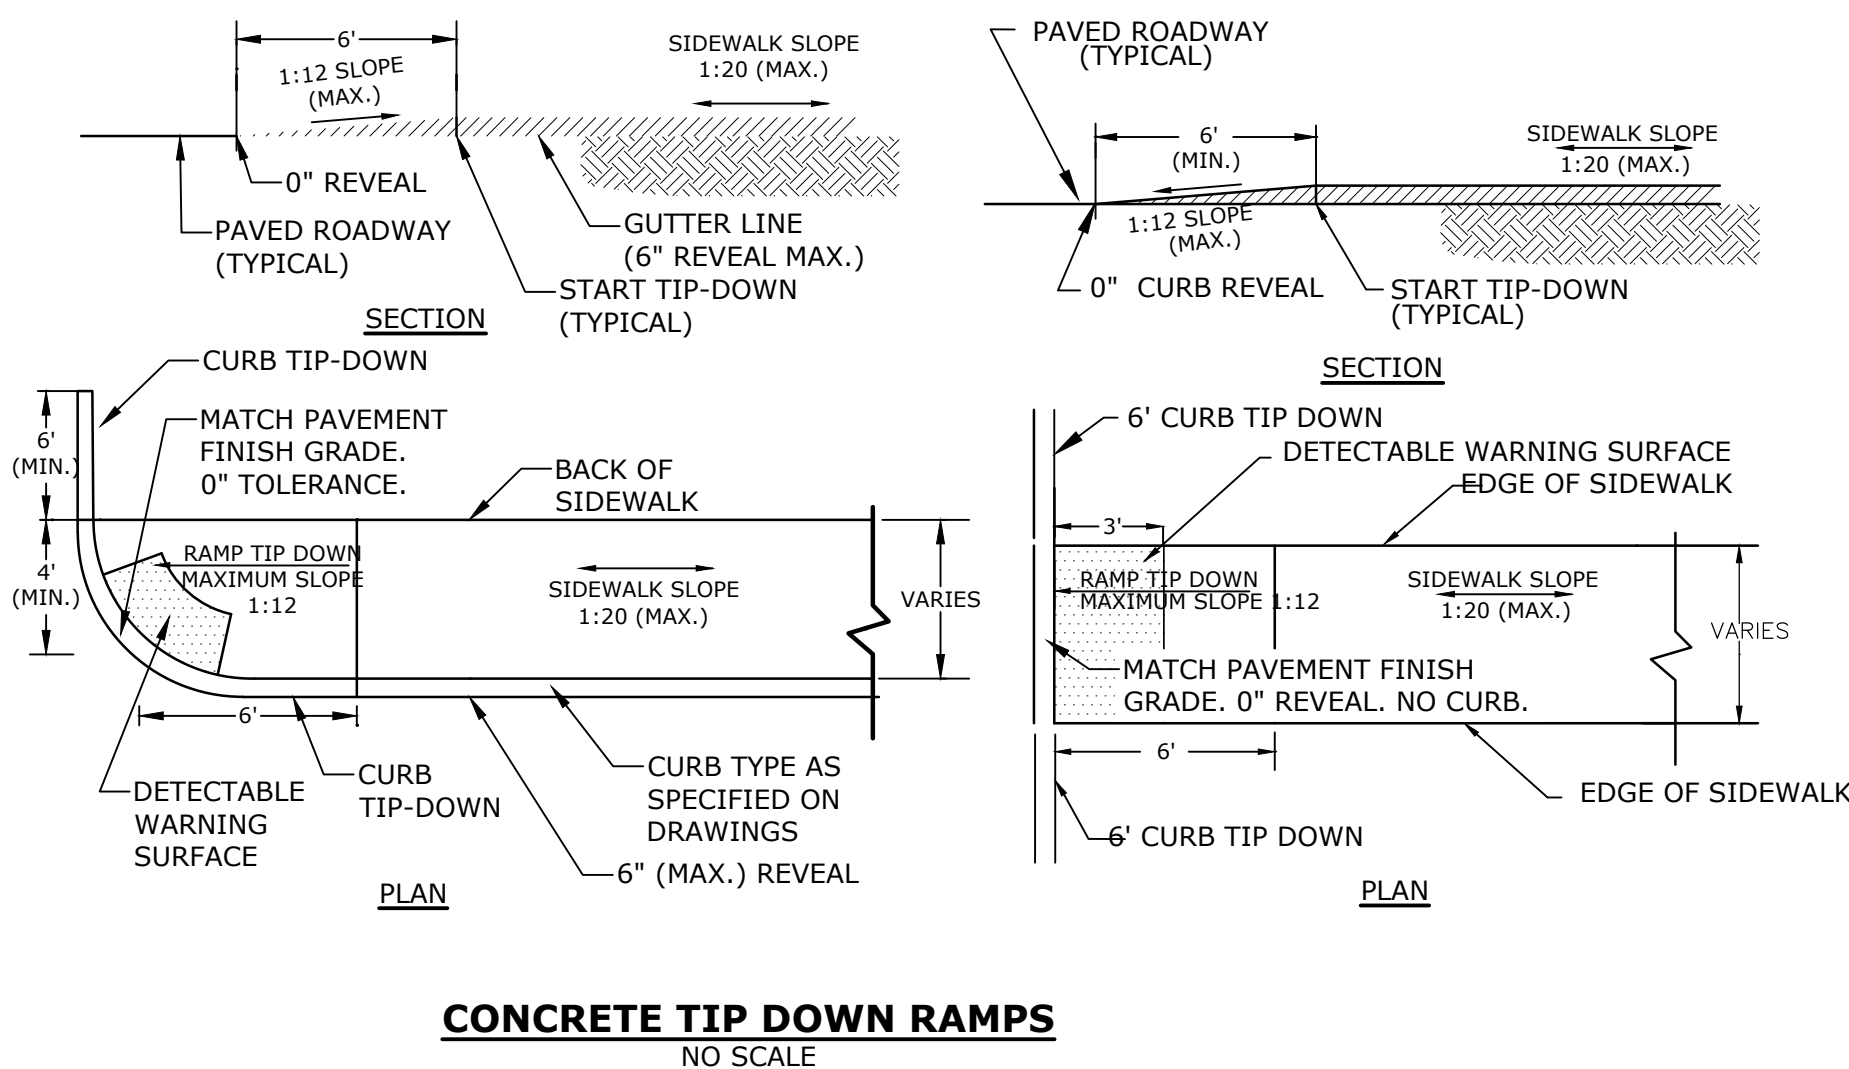 6'
1:12 SLOPE
(MAX.)
SIDEWALK SLOPE
1:20 (MAX.)
0" REVEAL
PAVED ROADWAY
(TYPICAL)
GUTTER LINE
(6" REVEAL MAX.)
START TIP-DOWN
(TYPICAL)
SECTION
PAVED ROADWAY
(TYPICAL)
6'
(MIN.)
SIDEWALK SLOPE
1:20 (MAX.)
1:12 SLOPE
(MAX.)
0" CURB REVEAL
START TIP-DOWN
(TYPICAL)
SECTION
CURB TIP-DOWN
MATCH PAVEMENT
FINISH GRADE.
0" TOLERANCE.
6'
(MIN.)
4'
(MIN.)
BACK OF
SIDEWALK
RAMP TIP DOWN
MAXIMUM SLOPE
1:12
SIDEWALK SLOPE
1:20 (MAX.)
VARIES
6'
DETECTABLE
WARNING
SURFACE
CURB
TIP-DOWN
CURB TYPE AS
SPECIFIED ON
DRAWINGS
6" (MAX.) REVEAL
PLAN
6' CURB TIP DOWN
DETECTABLE WARNING SURFACE
EDGE OF SIDEWALK
3'
RAMP TIP DOWN
MAXIMUM SLOPE 1:12
SIDEWALK SLOPE
1:20 (MAX.)
VARIES
MATCH PAVEMENT FINISH
GRADE. 0" REVEAL. NO CURB.
6'
EDGE OF SIDEWALK
6' CURB TIP DOWN
PLAN
CONCRETE TIP DOWN RAMPS
NO SCALE